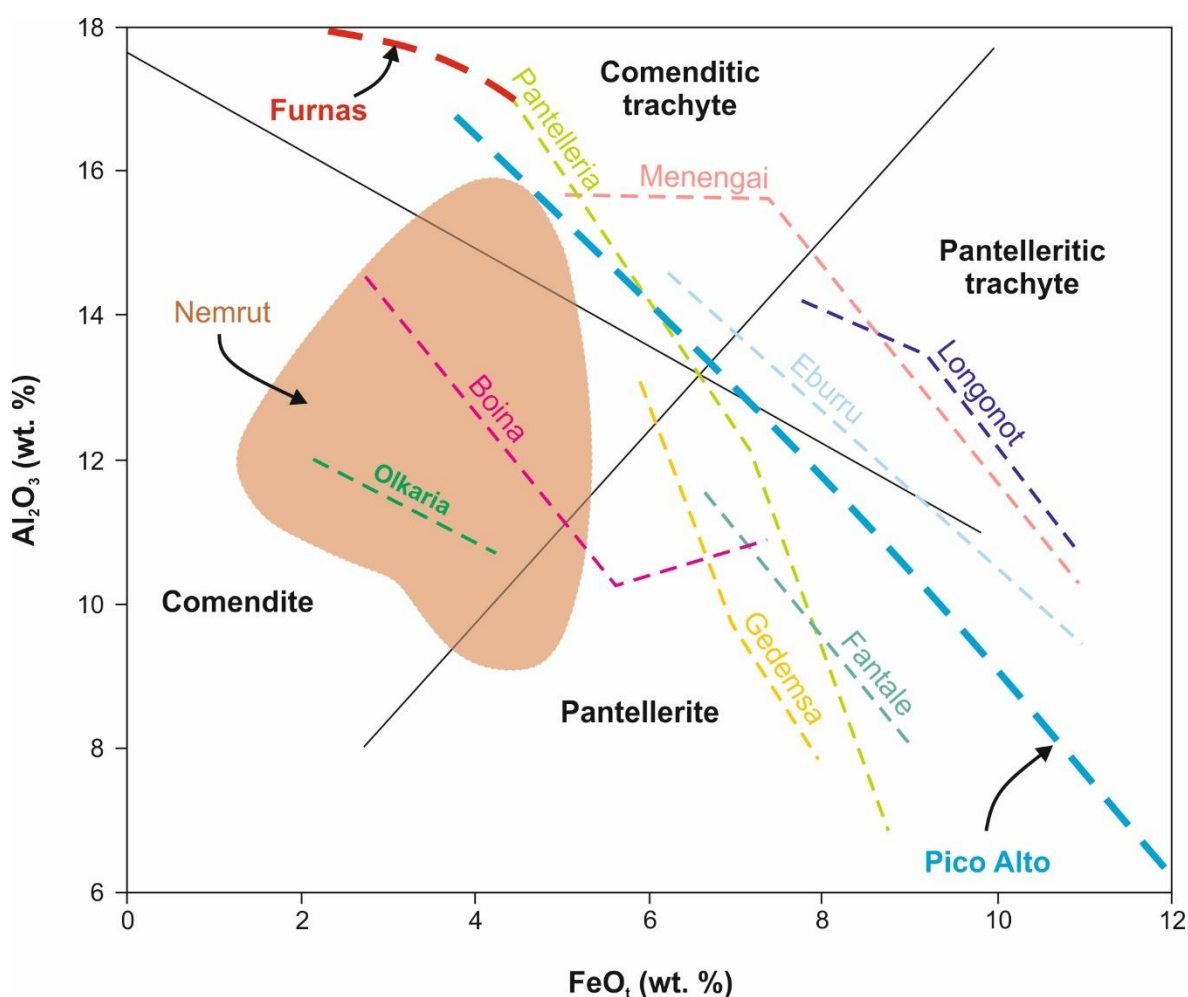 18
16
14
12
10
8
6
0
2
4
6
8
10
12
Al₂O₃ (wt. %)
FeOₜ (wt. %)
Furnas
Pantelleria
Comenditic
trachyte
Menengai
Pantelleritic
trachyte
Nemrut
Boina
Eburru
Longonot
Olkaria
Comendite
Gedemsa
Fantale
Pantellerite
Pico Alto